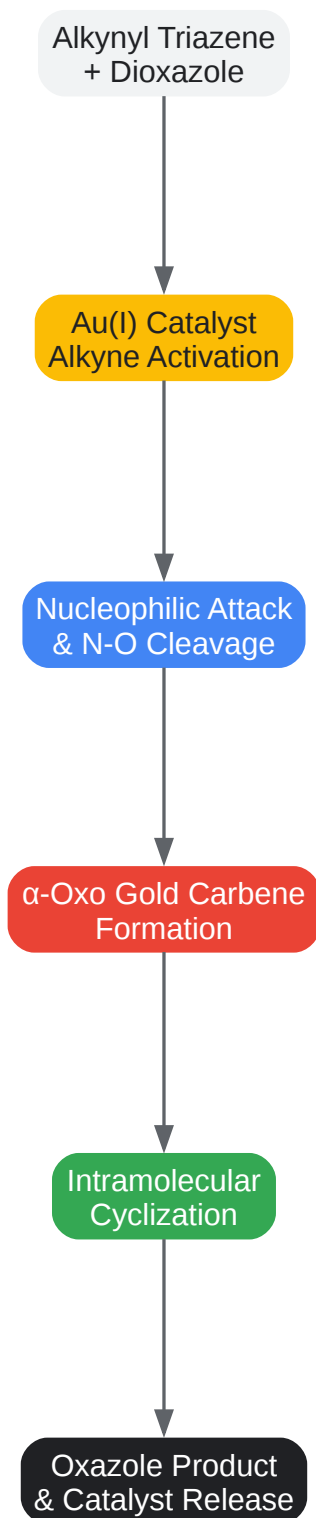 Alkynyl Triazene
+ Dioxazole
Au(I) Catalyst
Alkyne Activation
Nucleophilic Attack
& N-O Cleavage
α-Oxo Gold Carbene
Formation
Intramolecular
Cyclization
Oxazole Product
& Catalyst Release